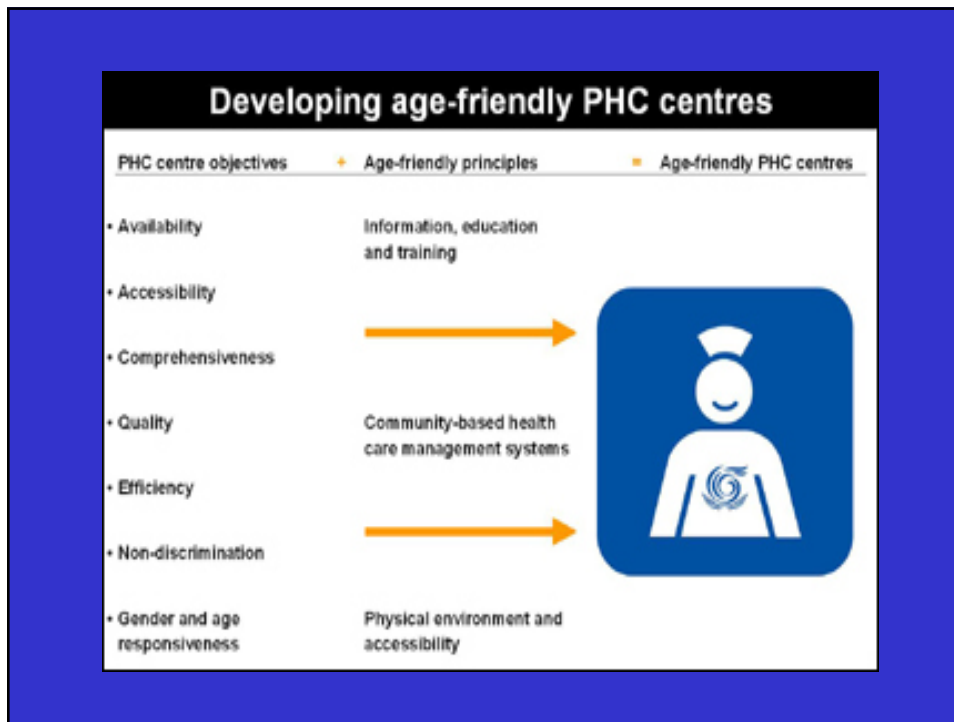 Developing age-friendly PHC centres
PHC centre objectives + Age-friendly principles = Age-friendly PHC centres
• Availability
• Accessibility
• Comprehensiveness
• Quality
• Efficiency
• Non-discrimination
• Gender and age
responsiveness
Information, education
and training
Community-based health
care management systems
Physical environment and
accessibility